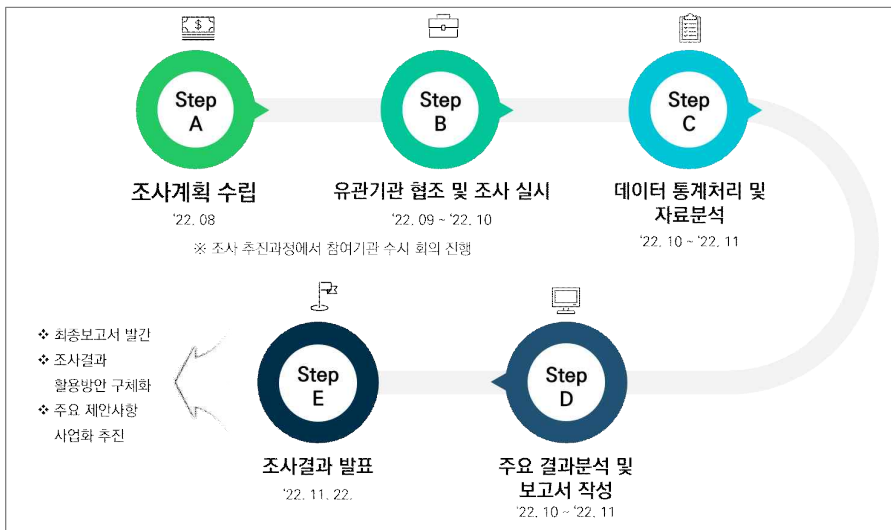 $
Step
A
조사계획 수립
‘22. 08
Step
B
유관기관 협조 및 조사 실시
‘22. 09 ~ ‘22. 10
※ 조사 추진과정에서 참여기관 수시 회의 진행
Step
C
데이터 통계처리 및
자료분석
‘22. 10 ~ ‘22. 11
Step
D
주요 결과분석 및
보고서 작성
‘22. 10 ~ ‘22. 11
Step
E
조사결과 발표
‘22. 11. 22.
❖ 최종보고서 발간
❖ 조사결과
활용방안 구체화
❖ 주요 제안사항
사업화 추진